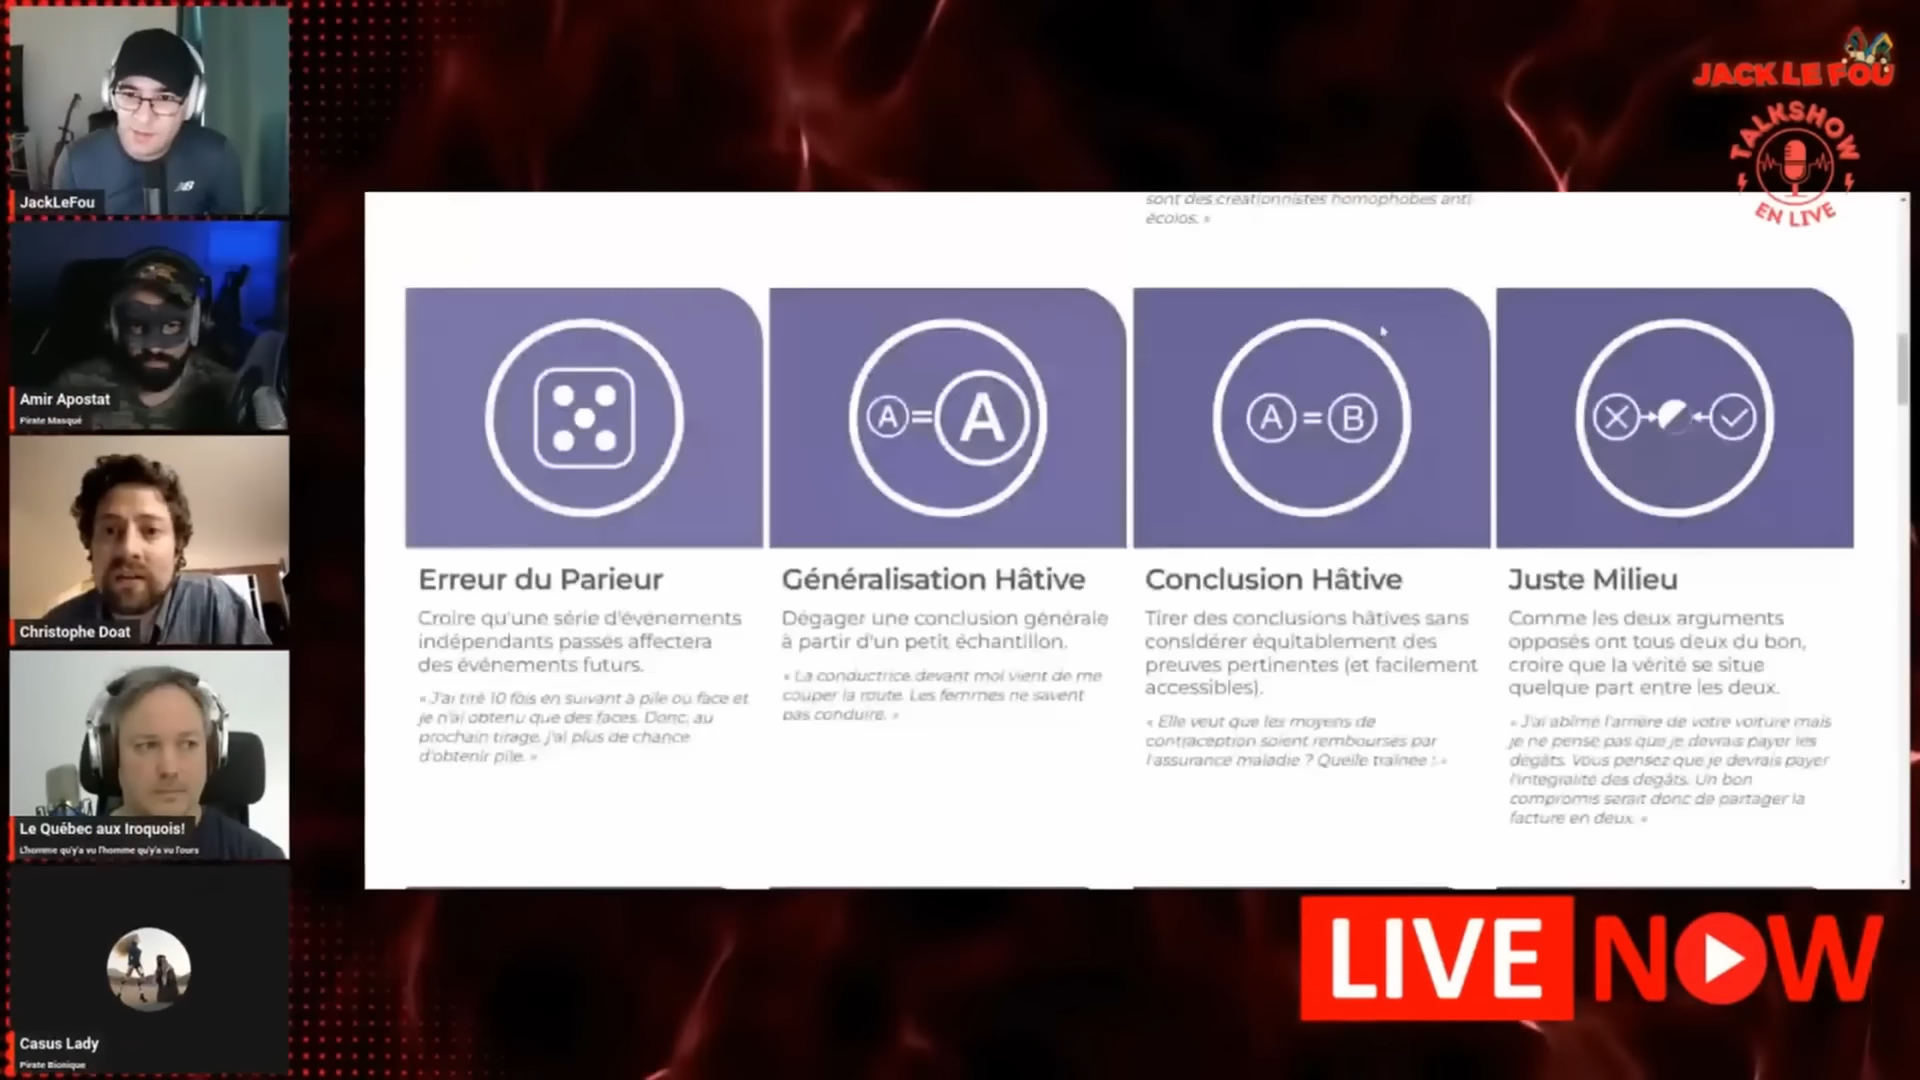 JackLeFou
Amir Apostat
Pirate Masqué
Christophe Doat
Le Québec aux Iroquois!
L'homme qu'y'a vu l'homme qu'y'a vu l'ours
Casus Lady
Pirate Bionique
JACK LE FOU
TALKSHOW
EN LIVE
sont des créationnistes homophobes anti-
écolos. »
A = A
A = B
Erreur du Parieur
Croire qu'une série d'événements
indépendants passés affectera
des événements futurs.
« J'ai tiré 10 fois en suivant à pile ou face et
je n'ai obtenu que des faces. Donc, au
prochain tirage, j'ai plus de chance
d'obtenir pile. »
Généralisation Hâtive
Dégager une conclusion générale
à partir d'un petit échantillon.
« La conductrice devant moi vient de me
couper la route. Les femmes ne savent
pas conduire. »
Conclusion Hâtive
Tirer des conclusions hâtives sans
considérer équitablement des
preuves pertinentes (et facilement
accessibles).
« Elle veut que les moyens de
contraception soient remboursés par
l'assurance maladie ? Quelle traînée ! »
Juste Milieu
Comme les deux arguments
opposés ont tous deux du bon,
croire que la vérité se situe
quelque part entre les deux.
« J'ai abîmé l'arrière de votre voiture mais
je ne pense pas que je devrais payer les
dégâts. Vous pensez que je devrais payer
l'intégralité des dégâts. Un bon
compromis serait donc de partager la
facture en deux. »
LIVE NOW